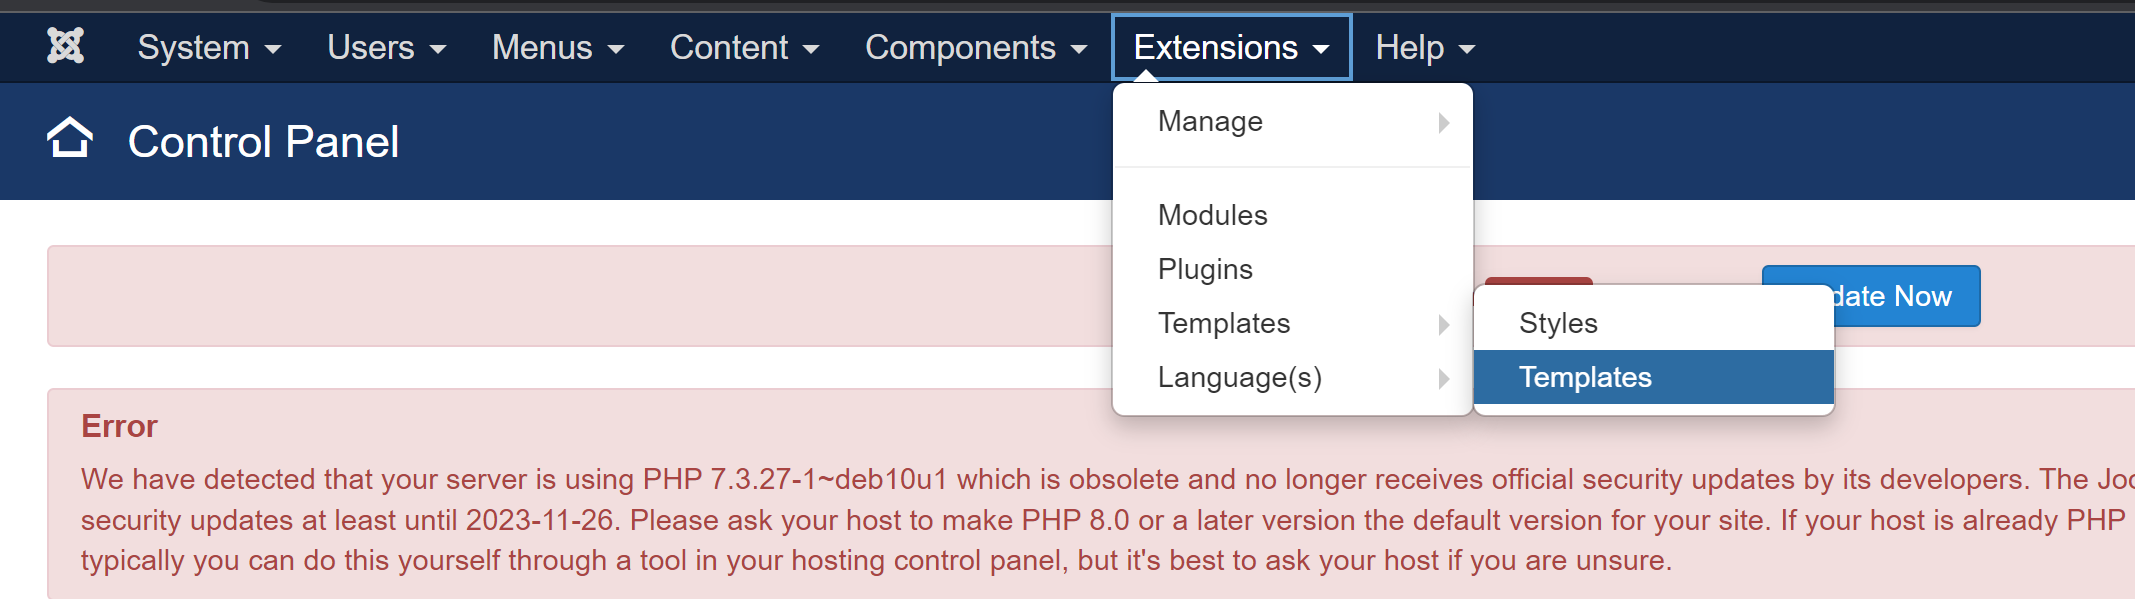 System Users Menus Content Components Extensions Help
Control Panel
Manage
Modules
Plugins
Templates
Language(s)
Styles
Templates
Now
Error
We have detected that your server is using PHP 7.3.27-1~deb10u1 which is obsolete and no longer receives official security updates by its developers. The
security updates at least until 2023-11-26. Please ask your host to make PHP 8.0 or a later version the default version for your site. If your host is already PHP
typically you can do this yourself through a tool in your hosting control panel, but it's best to ask your host if you are unsure.